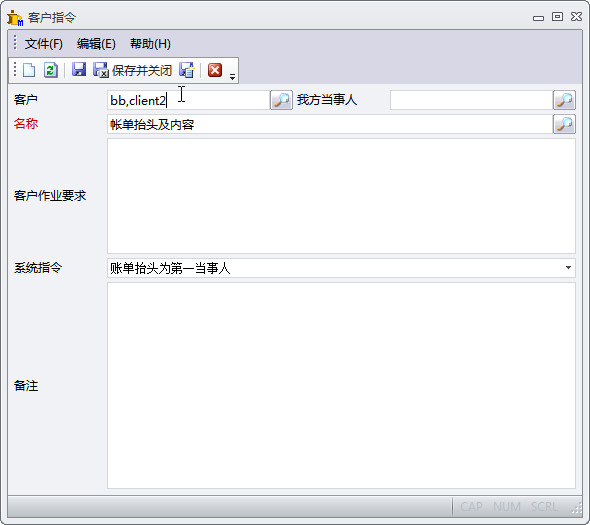 客户指令
文件(F) 编辑(E) 帮助(H)
保存并关闭
客户 bb,client2 我方当事人
名称 帐单抬头及内容
客户作业要求
系统指令 账单抬头为第一当事人
备注
CAP NUM SCRL